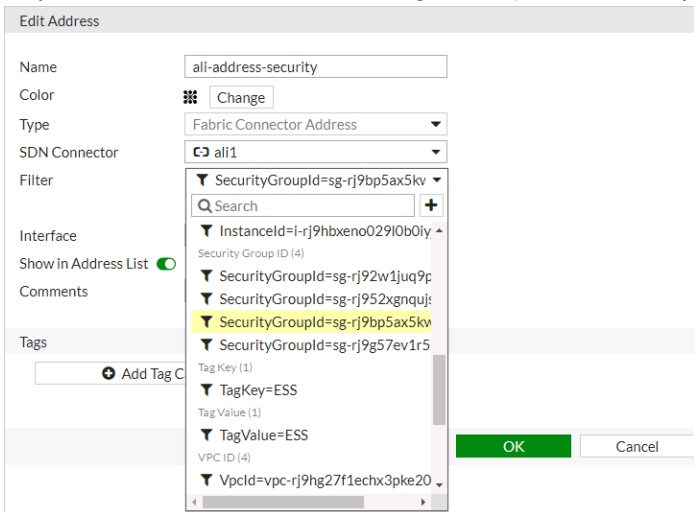 Edit Address
Name
ali-address-security
Color
Change
Type
Fabric Connector Address
SDN Connector
ali1
Filter
SecurityGroupId=sg-rj9bp5ax5kv
Search
InstanceId=i-rj9hbxeno029l0b0iy
Interface
Security Group ID (4)
SecurityGroupId=sg-rj92w1juq9p
Show in Address List
SecurityGroupId=sg-rj952xgnqujs
Comments
SecurityGroupId=sg-rj9bp5ax5kw
SecurityGroupId=sg-rj9g57ev1r5
Tags
Tag Key (1)
Add Tag C
TagKey=ESS
Tag Value (1)
TagValue=ESS
VPC ID (4)
OK
Cancel
VpcId=vpc-rj9hg27f1echx3pke20